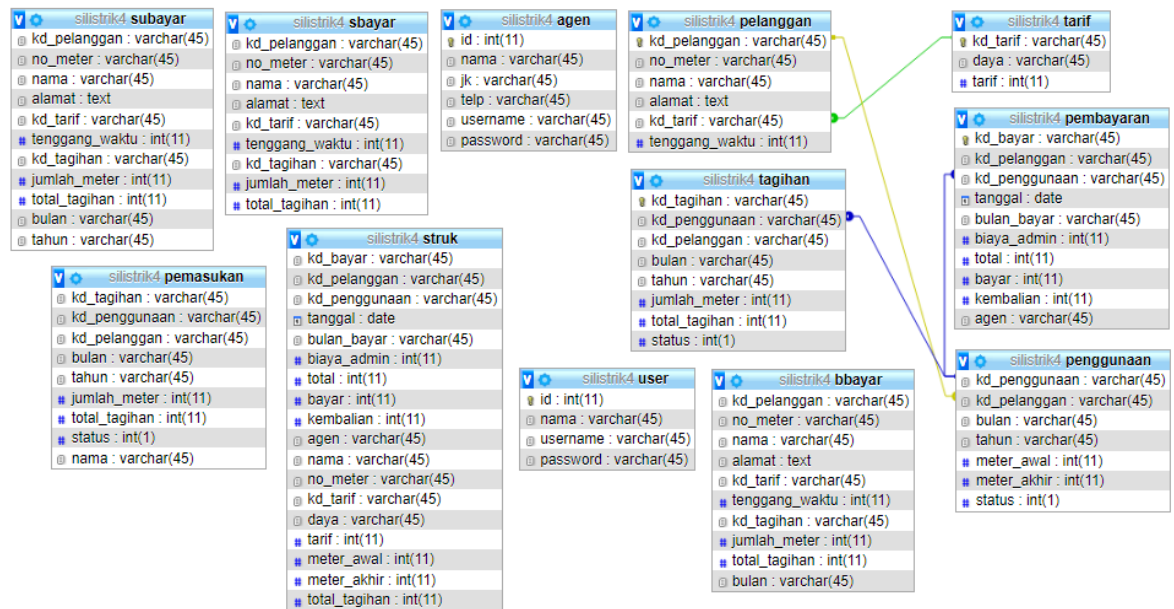 silistrik4 subayar
kd_pelanggan : varchar(45)
no_meter : varchar(45)
nama : varchar(45)
alamat : text
kd_tarif : varchar(45)
tenggang_waktu : int(11)
kd_tagihan : varchar(45)
jumlah_meter : int(11)
total_tagihan : int(11)
bulan : varchar(45)
tahun : varchar(45)
silistrik4 sbayar
kd_pelanggan : varchar(45)
no_meter : varchar(45)
nama : varchar(45)
alamat : text
kd_tarif : varchar(45)
tenggang_waktu : int(11)
kd_tagihan : varchar(45)
jumlah_meter : int(11)
total_tagihan : int(11)
silistrik4 agen
id : int(11)
nama : varchar(45)
jk : varchar(45)
telp : varchar(45)
username : varchar(45)
password : varchar(45)
silistrik4 pelanggan
kd_pelanggan : varchar(45)
no_meter : varchar(45)
nama : varchar(45)
alamat : text
kd_tarif : varchar(45)
tenggang_waktu : int(11)
silistrik4 tarif
kd_tarif : varchar(45)
daya : varchar(45)
tarif : int(11)
silistrik4 pembayaran
kd_bayar : varchar(45)
kd_pelanggan : varchar(45)
kd_penggunaan : varchar(45)
tanggal : date
bulan_bayar : varchar(45)
biaya_admin : int(11)
total : int(11)
bayar : int(11)
kembalian : int(11)
agen : varchar(45)
silistrik4 tagihan
kd_tagihan : varchar(45)
kd_penggunaan : varchar(45)
kd_pelanggan : varchar(45)
bulan : varchar(45)
tahun : varchar(45)
jumlah_meter : int(11)
total_tagihan : int(11)
status : int(1)
silistrik4 pemasukan
kd_tagihan : varchar(45)
kd_penggunaan : varchar(45)
kd_pelanggan : varchar(45)
bulan : varchar(45)
tahun : varchar(45)
jumlah_meter : int(11)
total_tagihan : int(11)
status : int(1)
nama : varchar(45)
silistrik4 struk
kd_bayar : varchar(45)
kd_pelanggan : varchar(45)
kd_penggunaan : varchar(45)
tanggal : date
bulan_bayar : varchar(45)
biaya_admin : int(11)
total : int(11)
bayar : int(11)
kembalian : int(11)
agen : varchar(45)
nama : varchar(45)
no_meter : varchar(45)
kd_tarif : varchar(45)
daya : varchar(45)
tarif : int(11)
meter_awal : int(11)
meter_akhir : int(11)
total_tagihan : int(11)
silistrik4 user
id : int(11)
nama : varchar(45)
username : varchar(45)
password : varchar(45)
silistrik4 bbayar
kd_pelanggan : varchar(45)
no_meter : varchar(45)
nama : varchar(45)
alamat : text
kd_tarif : varchar(45)
tenggang_waktu : int(11)
kd_tagihan : varchar(45)
jumlah_meter : int(11)
total_tagihan : int(11)
bulan : varchar(45)
silistrik4 penggunaan
kd_penggunaan : varchar(45)
kd_pelanggan : varchar(45)
bulan : varchar(45)
tahun : varchar(45)
meter_awal : int(11)
meter_akhir : int(11)
status : int(1)